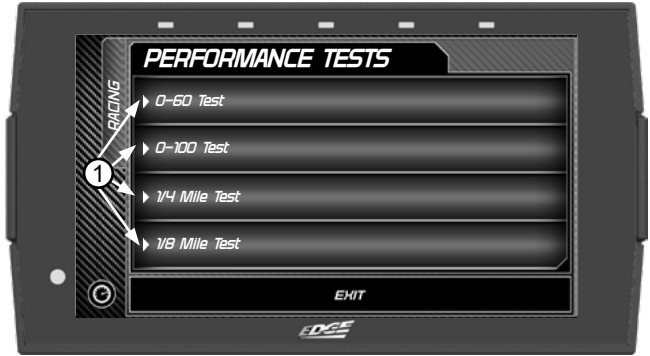 PERFORMANCE TESTS
RACING
0-60 Test
0-100 Test
1
1/4 Mile Test
1/8 Mile Test
EXIT
EDGE